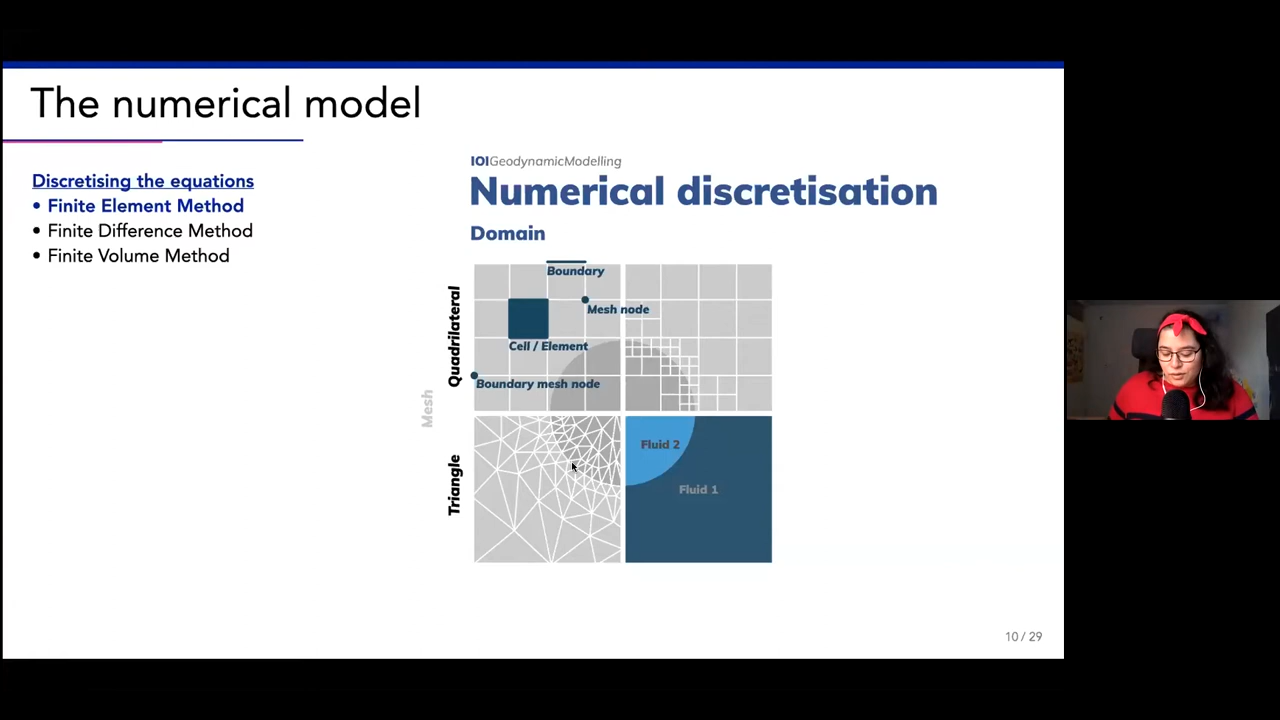 The numerical model
Discretising the equations
• Finite Element Method
• Finite Difference Method
• Finite Volume Method
IOIGeodynamicModelling
Numerical discretisation
Domain
Mesh
Quadrilateral
Boundary
Mesh node
Cell / Element
Boundary mesh node
Triangle
Fluid 2
Fluid 1
10 / 29